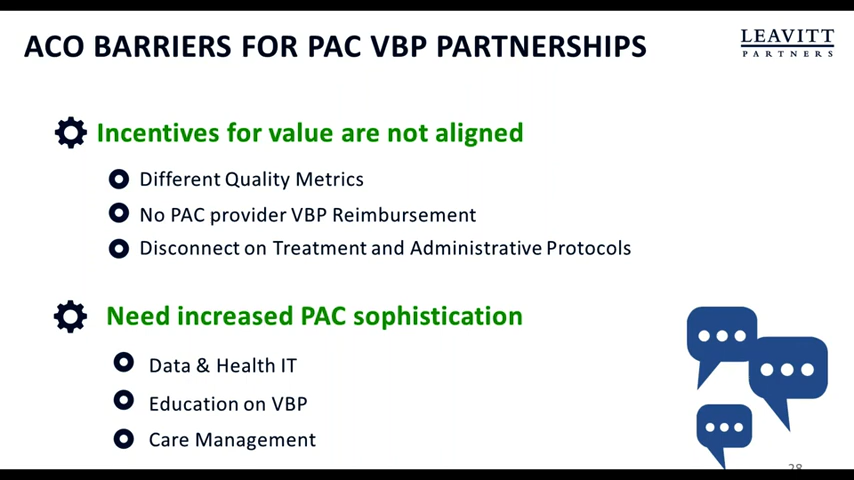 ACO BARRIERS FOR PAC VBP PARTNERSHIPS
LEAVITT
PARTNERS
Incentives for value are not aligned
Different Quality Metrics
No PAC provider VBP Reimbursement
Disconnect on Treatment and Administrative Protocols
Need increased PAC sophistication
Data & Health IT
Education on VBP
Care Management
28